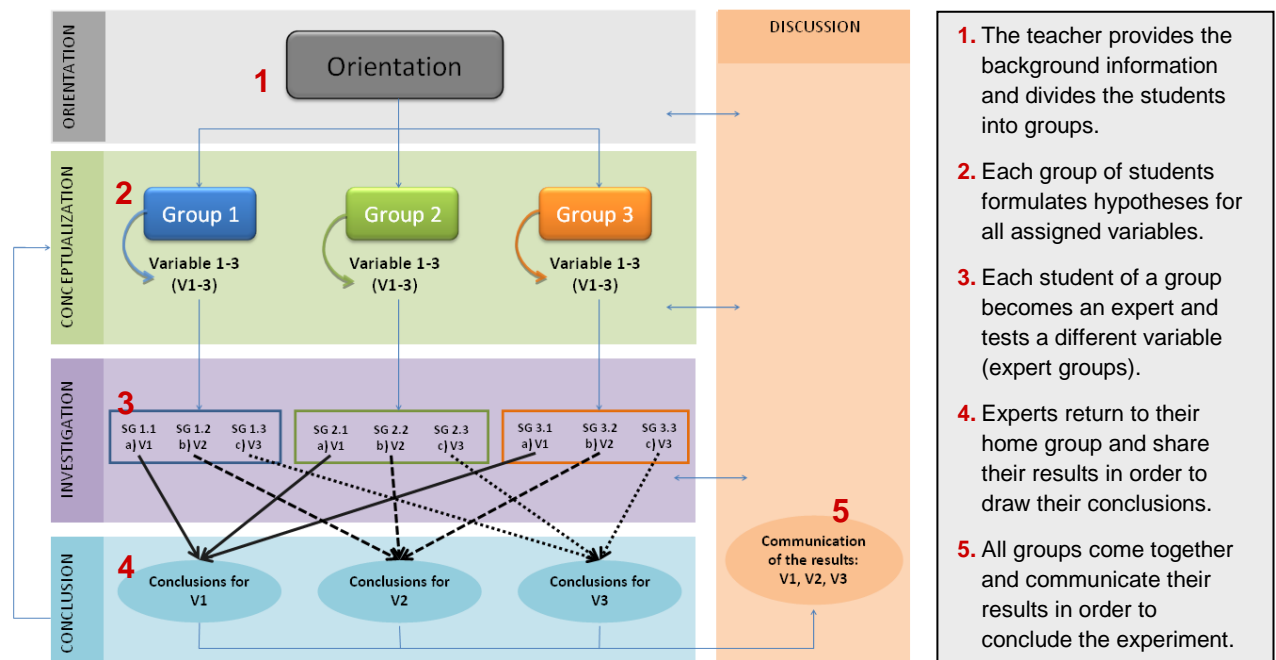 ORIENTATION
1
Orientation
CONCEPTUALIZATION
2
Group 1
Group 2
Group 3
Variable 1-3
(V1-3)
Variable 1-3
(V1-3)
Variable 1-3
(V1-3)
INVESTIGATION
3
SG 1.1
a) V1
SG 1.2
b) V2
SG 1.3
c) V3
SG 2.1
a) V1
SG 2.2
b) V2
SG 2.3
c) V3
SG 3.1
a) V1
SG 3.2
b) V2
SG 3.3
c) V3
CONCLUSION
4
Conclusions for
V1
Conclusions for
V2
Conclusions for
V3
DISCUSSION
5
Communication
of the results:
V1, V2, V3
1. The teacher provides the
background information
and divides the students
into groups.
2. Each group of students
formulates hypotheses for
all assigned variables.
3. Each student of a group
becomes an expert and
tests a different variable
(expert groups).
4. Experts return to their
home group and share
their results in order to
draw their conclusions.
5. All groups come together
and communicate their
results in order to
conclude the experiment.